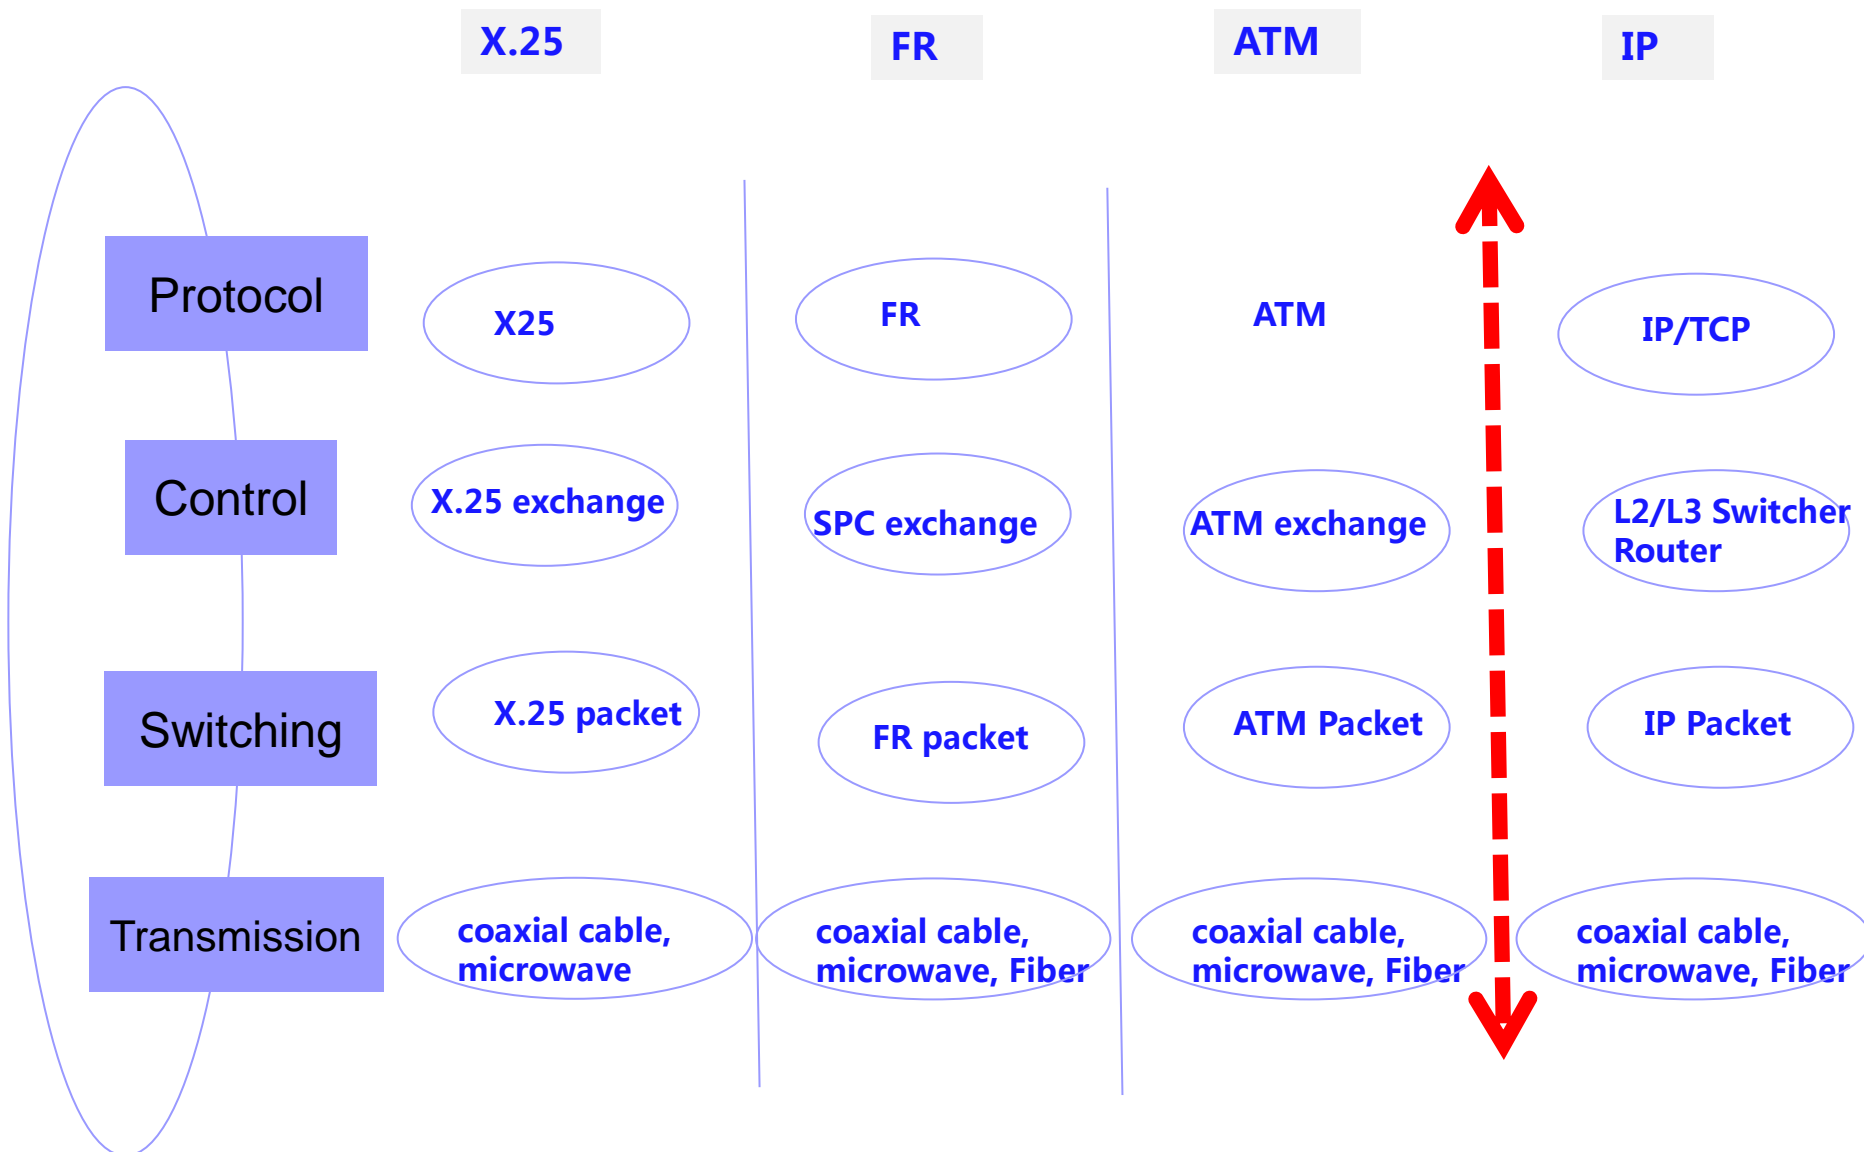 X.25
FR
ATM
IP
Protocol
X25
FR
ATM
IP/TCP
Control
X.25 exchange
SPC exchange
ATM exchange
L2/L3 Switcher
Router
Switching
X.25 packet
FR packet
ATM Packet
IP Packet
Transmission
coaxial cable,
microwave
coaxial cable,
microwave, Fiber
coaxial cable,
microwave, Fiber
coaxial cable,
microwave, Fiber